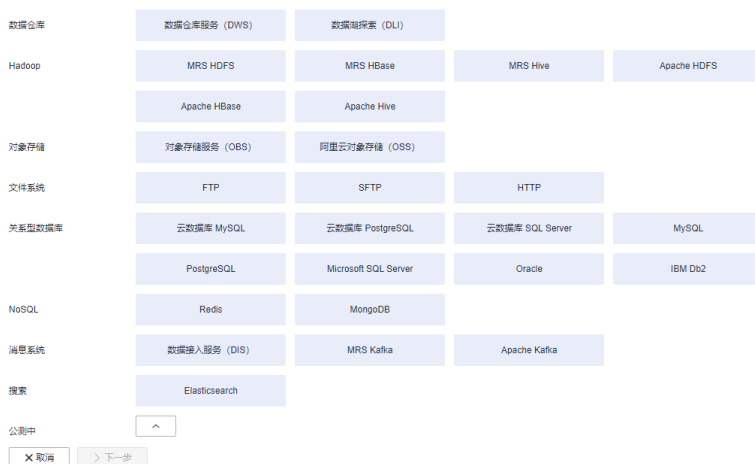 数据仓库 数据仓库服务（DWS） 数据湖探索（DLI）
Hadoop MRS HDFS MRS HBase MRS Hive Apache HDFS
Apache HBase Apache Hive
对象存储 对象存储服务（OBS） 阿里云对象存储（OSS）
文件系统 FTP SFTP HTTP
关系型数据库 云数据库 MySQL 云数据库 PostgreSQL 云数据库 SQL Server MySQL
PostgreSQL Microsoft SQL Server Oracle IBM Db2
NoSQL Redis MongoDB
消息系统 数据接入服务（DIS） MRS Kafka Apache Kafka
搜索 Elasticsearch
公测中
取消 下一步